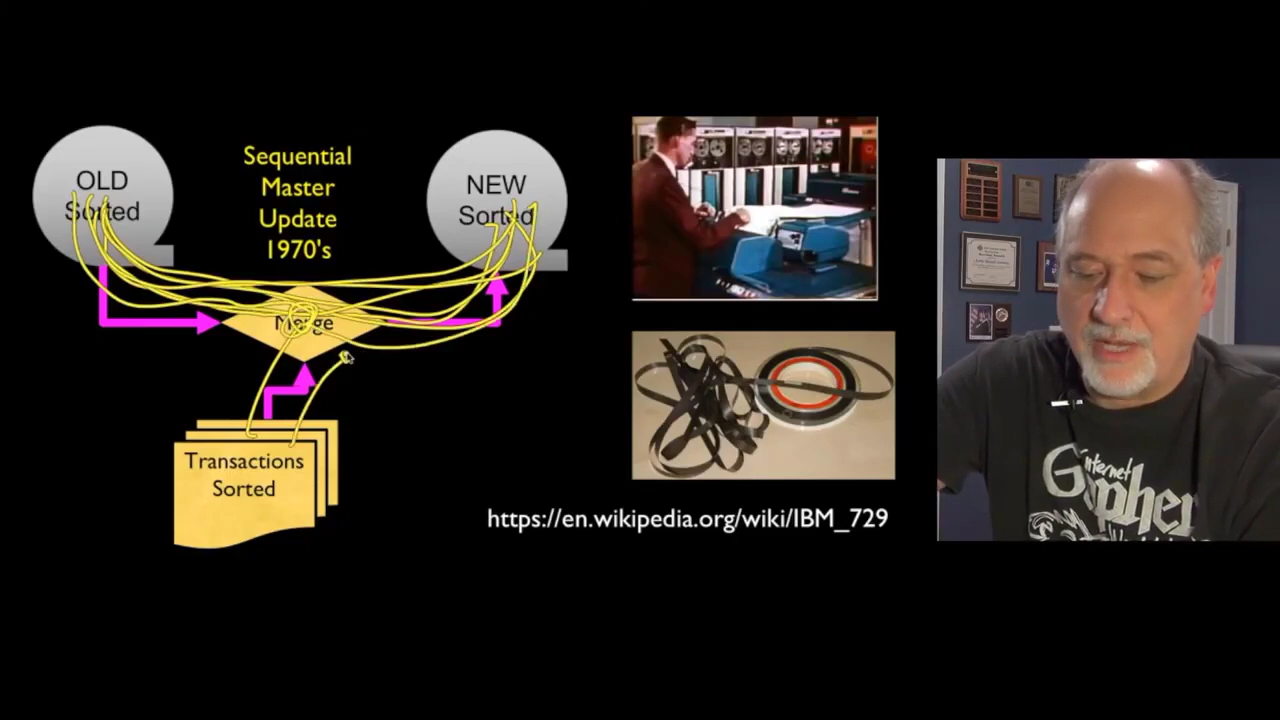 OLD
Sorted
Sequential
Master
Update
1970's
NEW
Sorted
Merge
Transactions
Sorted
https://en.wikipedia.org/wiki/IBM_729
internet
Gopher